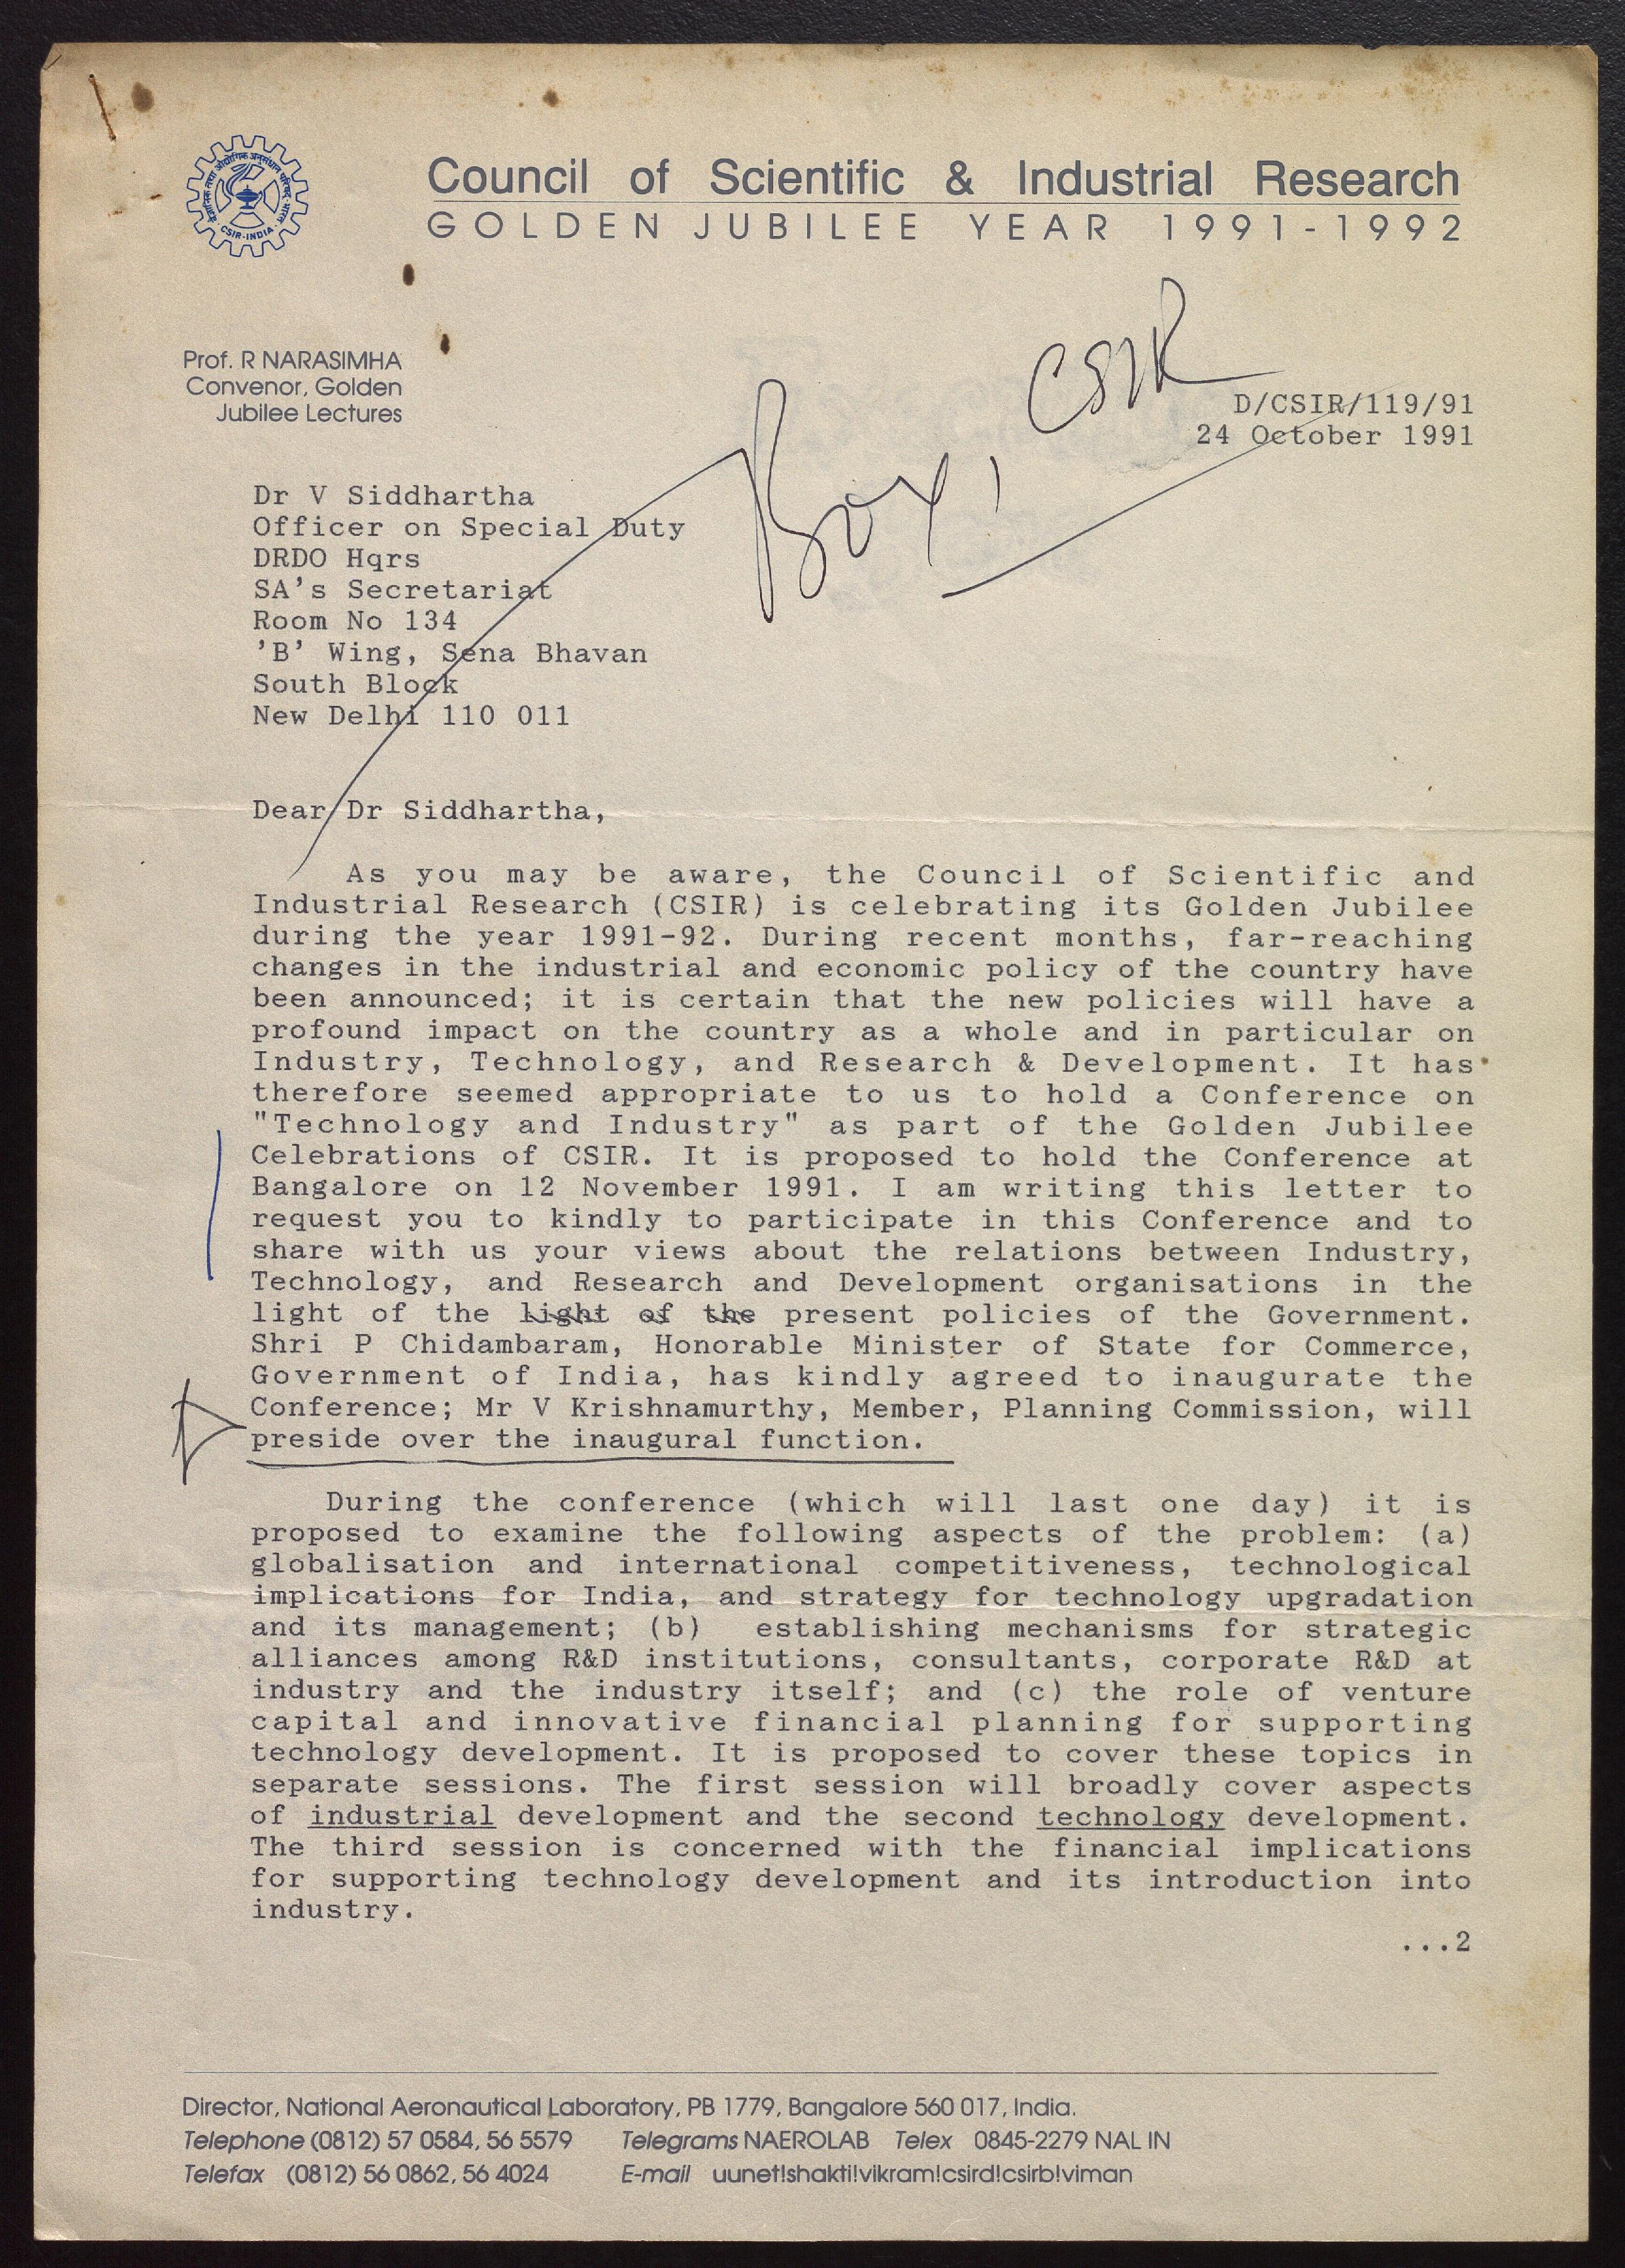 वैज्ञानिक तथा औद्योगिक अनुसंधान परिषद, भारत
CSIR-INDIA
Council of Scientific & Industrial Research
GOLDEN JUBILEE YEAR 1991-1992
Prof. R NARASIMHA
Convenor, Golden
Jubilee Lectures
CSIR
Box,
D/CSIR/119/91
24 October 1991
Dr V Siddhartha
Officer on Special Duty
DRDO Hqrs
SA's Secretariat
Room No 134
'B' Wing, Sena Bhavan
South Block
New Delhi 110 011
Dear Dr Siddhartha,
As you may be aware, the Council of Scientific and
Industrial Research (CSIR) is celebrating its Golden Jubilee
during the year 1991-92. During recent months, far-reaching
changes in the industrial and economic policy of the country have
been announced; it is certain that the new policies will have a
profound impact on the country as a whole and in particular on
Industry, Technology, and Research & Development. It has
therefore seemed appropriate to us to hold a Conference on
"Technology and Industry" as part of the Golden Jubilee
Celebrations of CSIR. It is proposed to hold the Conference at
Bangalore on 12 November 1991. I am writing this letter to
request you to kindly to participate in this Conference and to
share with us your views about the relations between Industry,
Technology, and Research and Development organisations in the
light of the light of the present policies of the Government.
Shri P Chidambaram, Honorable Minister of State for Commerce,
Government of India, has kindly agreed to inaugurate the
Conference; Mr V Krishnamurthy, Member, Planning Commission, will
preside over the inaugural function.
During the conference (which will last one day) it is
proposed to examine the following aspects of the problem: (a)
globalisation and international competitiveness, technological
implications for India, and strategy for technology upgradation
and its management; (b) establishing mechanisms for strategic
alliances among R&D institutions, consultants, corporate R&D at
industry and the industry itself; and (c) the role of venture
capital and innovative financial planning for supporting
technology development. It is proposed to cover these topics in
separate sessions. The first session will broadly cover aspects
of industrial development and the second technology development.
The third session is concerned with the financial implications
for supporting technology development and its introduction into
industry.
...2
Director, National Aeronautical Laboratory, PB 1779, Bangalore 560 017, India.
Telephone (0812) 57 0584, 56 5579 Telegrams NAEROLAB Telex 0845-2279 NAL IN
Telefax (0812) 56 0862, 56 4024 E-mail uunet!shakti!vikram!csird!csirb!viman